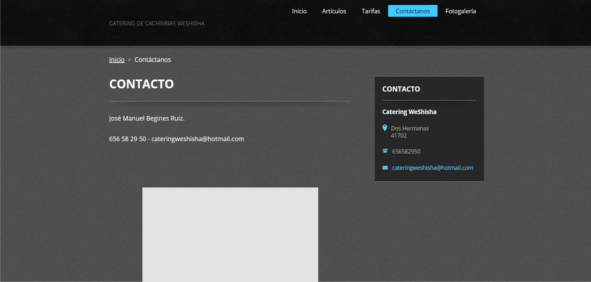 Inicio Artículos Tarifas Contáctanos Fotogalería
CATERING DE CACHIMBAS WESHISHA
Inicio > Contáctanos
CONTACTO
José Manuel Begines Ruiz.
656 58 29 50 - cateringweshisha@hotmail.com
CONTACTO
Catering WeShisha
Dos Hermanas
41702
656582950
cateringweshisha@hotmail.com